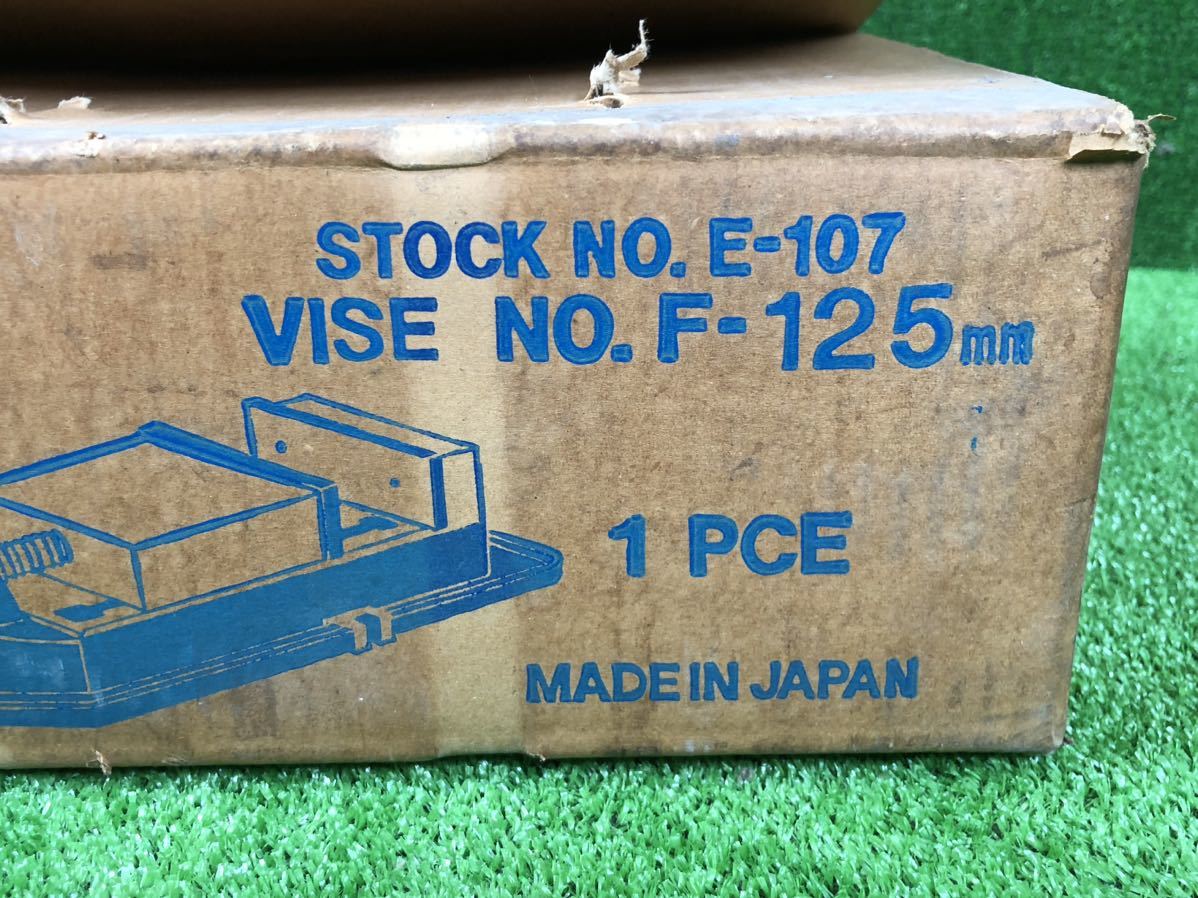 STOCK NO. E-107
VISE NO. F-125mm
1 PCE
MADE IN JAPAN